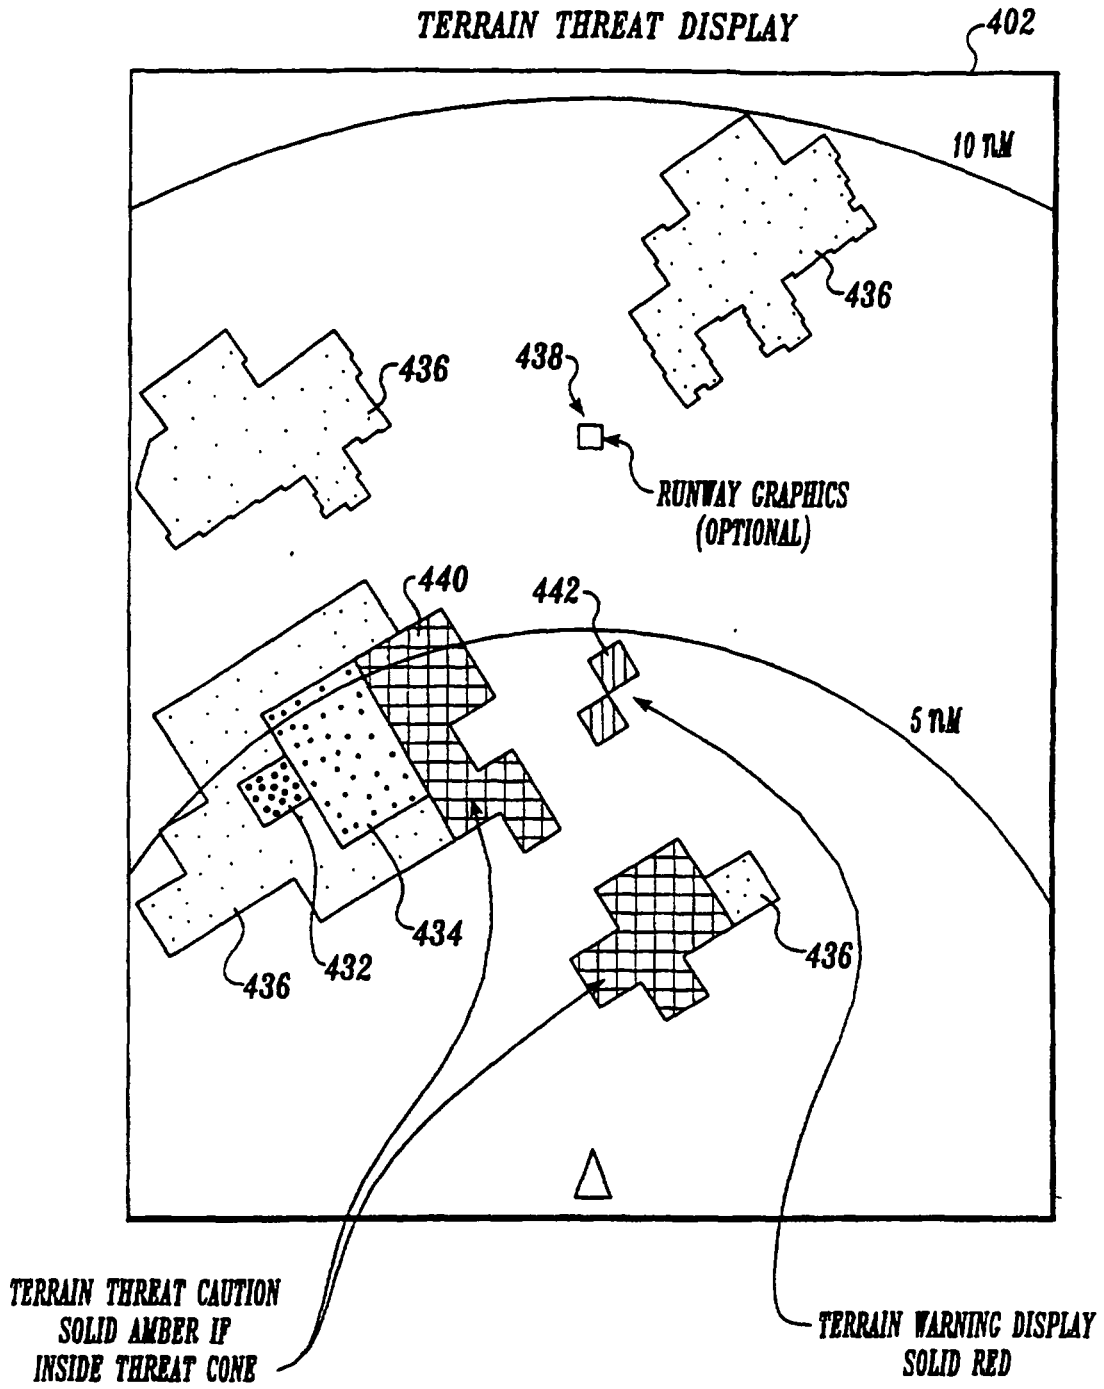 TERRAIN THREAT DISPLAY
402
10 nM
436
438
436
RUNWAY GRAPHICS
(OPTIONAL)
440
442
5 nM
434
432
436
436
TERRAIN THREAT CAUTION
SOLID AMBER IF
INSIDE THREAT CONE
TERRAIN WARNING DISPLAY
SOLID RED